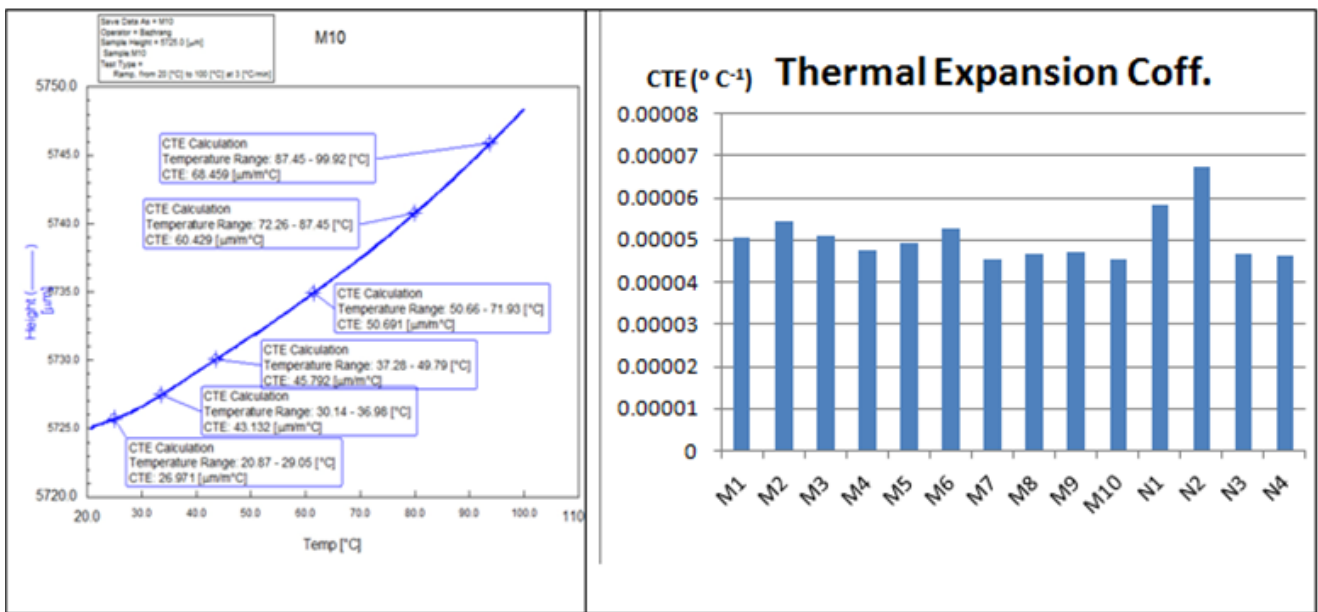 Save Data As = M10
Operator = Bazhrang
Sample Height = 5725.0 [µm]
Sample M10
Test Type =
Ramp, from 20 [°C] to 100 [°C] at 3 [°C/min]
M10
5750.0
5745.0
5740.0
5735.0
5730.0
5725.0
5720.0
Height (——)
[µm]
CTE Calculation
Temperature Range: 87.45 - 99.92 [°C]
CTE: 68.459 [µm/m°C]
CTE Calculation
Temperature Range: 72.26 - 87.45 [°C]
CTE: 60.429 [µm/m°C]
CTE Calculation
Temperature Range: 50.66 - 71.93 [°C]
CTE: 50.691 [µm/m°C]
CTE Calculation
Temperature Range: 37.28 - 49.79 [°C]
CTE: 45.792 [µm/m°C]
CTE Calculation
Temperature Range: 30.14 - 36.98 [°C]
CTE: 43.132 [µm/m°C]
CTE Calculation
Temperature Range: 20.87 - 29.05 [°C]
CTE: 26.971 [µm/m°C]
20.0 30.0 40.0 50.0 60.0 70.0 80.0 90.0 100.0 110
Temp [°C]
CTE (° C⁻¹) Thermal Expansion Coff.
0.00008
0.00007
0.00006
0.00005
0.00004
0.00003
0.00002
0.00001
0
M1 M2 M3 M4 M5 M6 M7 M8 M9 M10 N1 N2 N3 N4